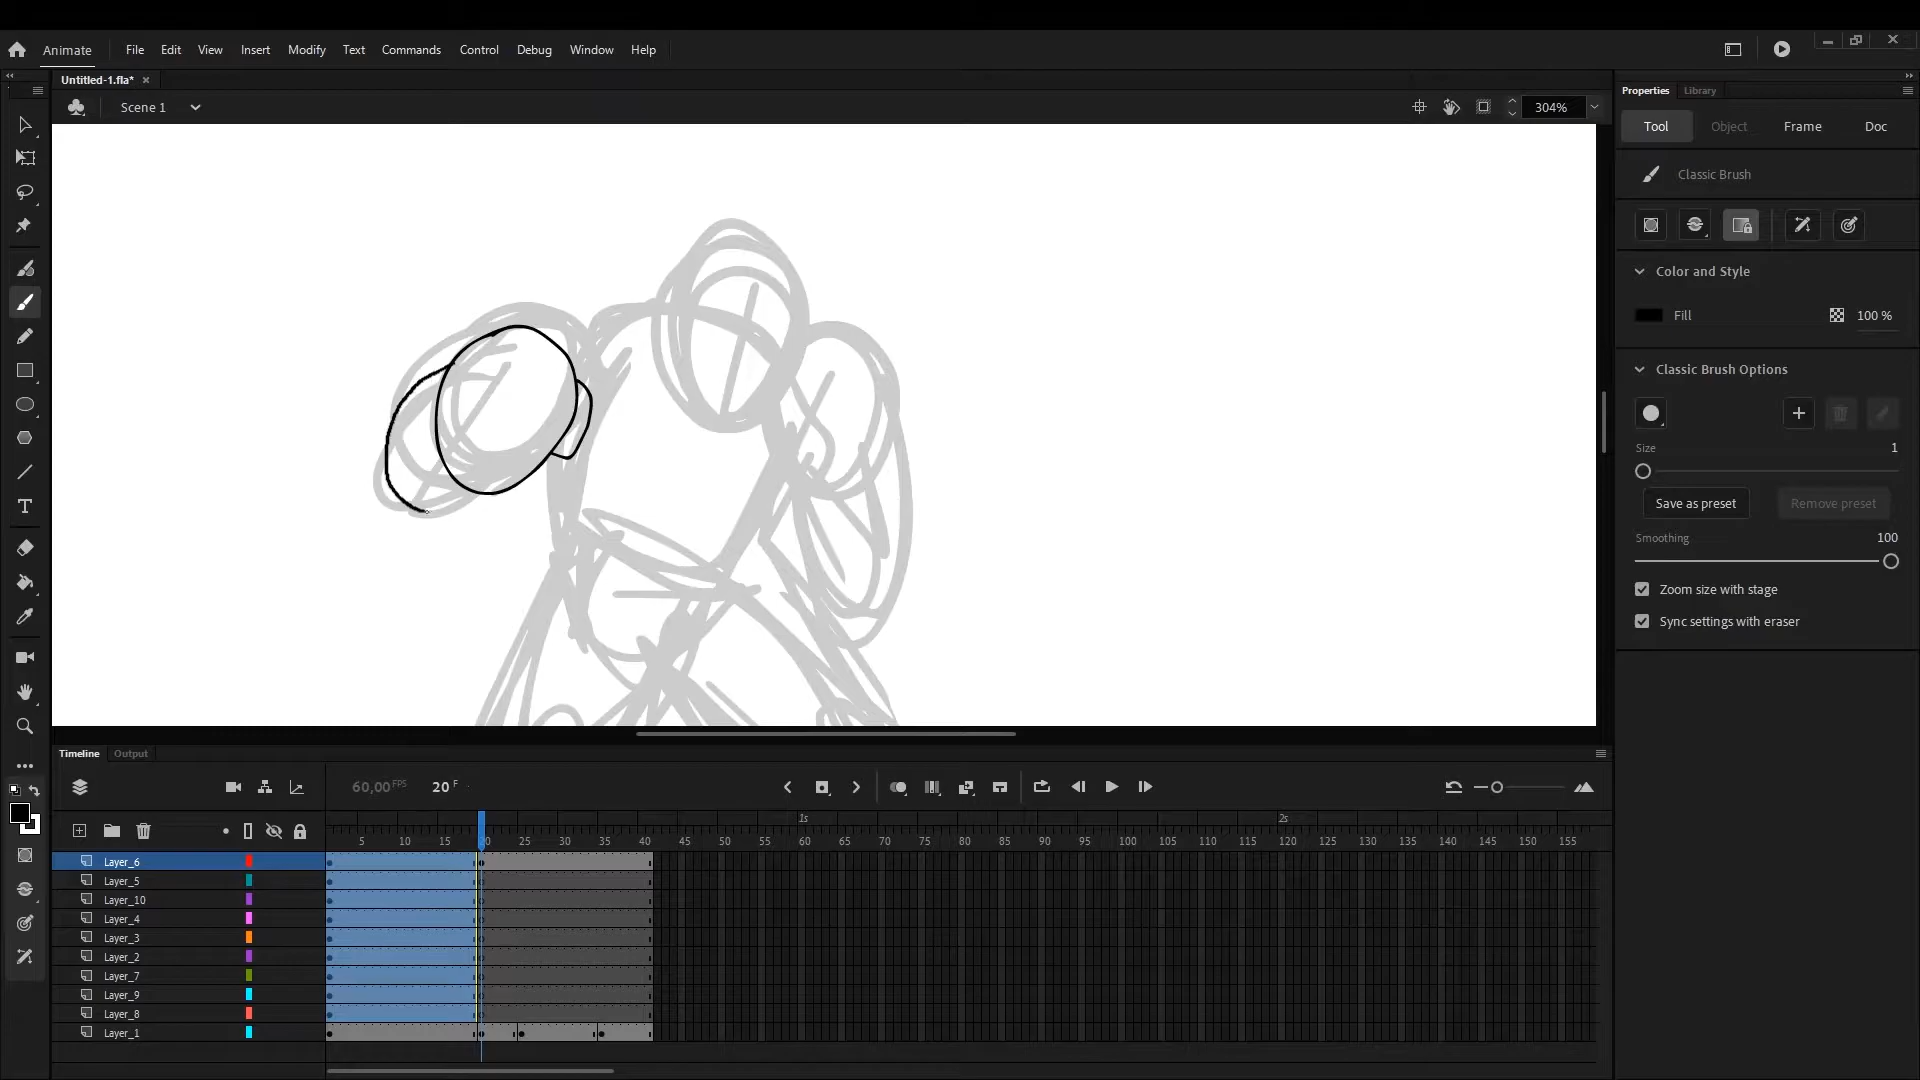 Animate File Edit View Insert Modify Text Commands Control Debug Window Help
Untitled-1.fla*
Scene 1
304%
Properties Library
Tool Object Frame Doc
Classic Brush
Color and Style
Fill 100 %
Classic Brush Options
Size 1
Save as preset Remove preset
Smoothing 100
Zoom size with stage
Sync settings with eraser
Timeline Output
60,00 FPS 20 F
1s 2s
5 10 15 20 25 30 35 40 45 50 55 60 65 70 75 80 85 90 95 100 105 110 115 120 125 130 135 140 145 150 155
Layer_6
Layer_5
Layer_10
Layer_4
Layer_3
Layer_2
Layer_7
Layer_9
Layer_8
Layer_1